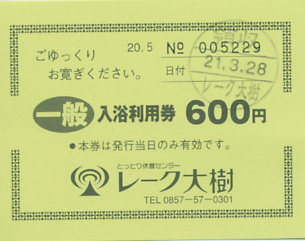 ごゆっくり
お寛ぎください。
20.5 № 005229
日付 21.3.28
レーク大樹
一般 入浴利用券 600円
●本券は発行当日のみ有効です。
とっとり休養センター
レーク大樹
TEL 0857-57-0301